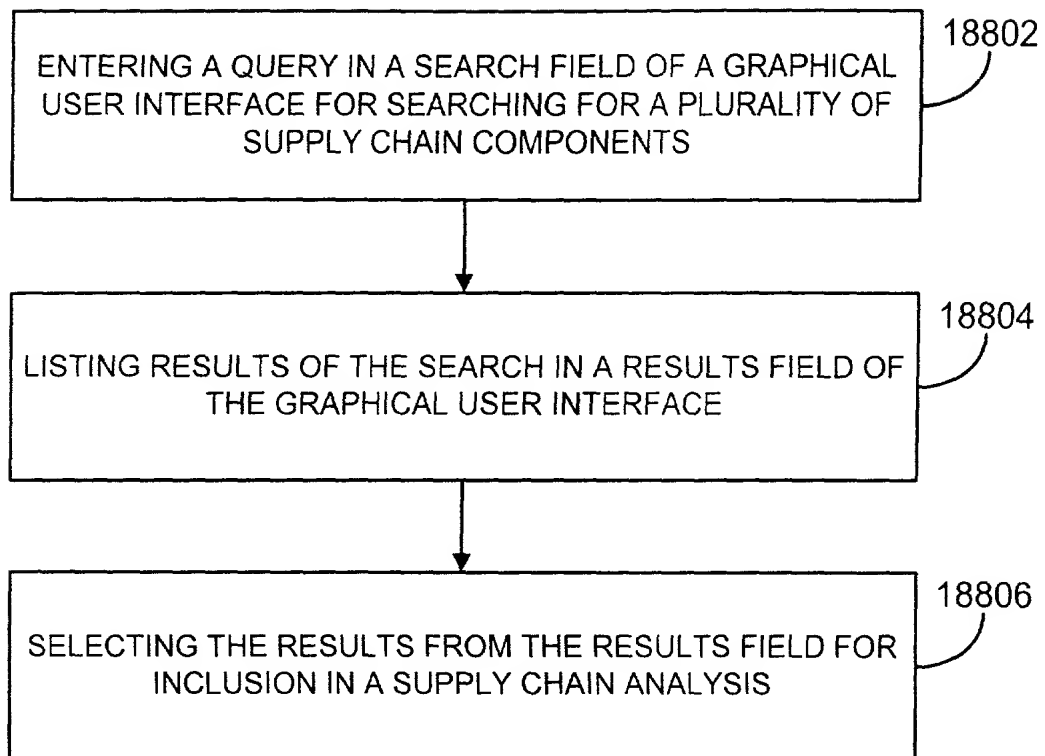 18802
ENTERING A QUERY IN A SEARCH FIELD OF A GRAPHICAL
USER INTERFACE FOR SEARCHING FOR A PLURALITY OF
SUPPLY CHAIN COMPONENTS
18804
LISTING RESULTS OF THE SEARCH IN A RESULTS FIELD OF
THE GRAPHICAL USER INTERFACE
18806
SELECTING THE RESULTS FROM THE RESULTS FIELD FOR
INCLUSION IN A SUPPLY CHAIN ANALYSIS